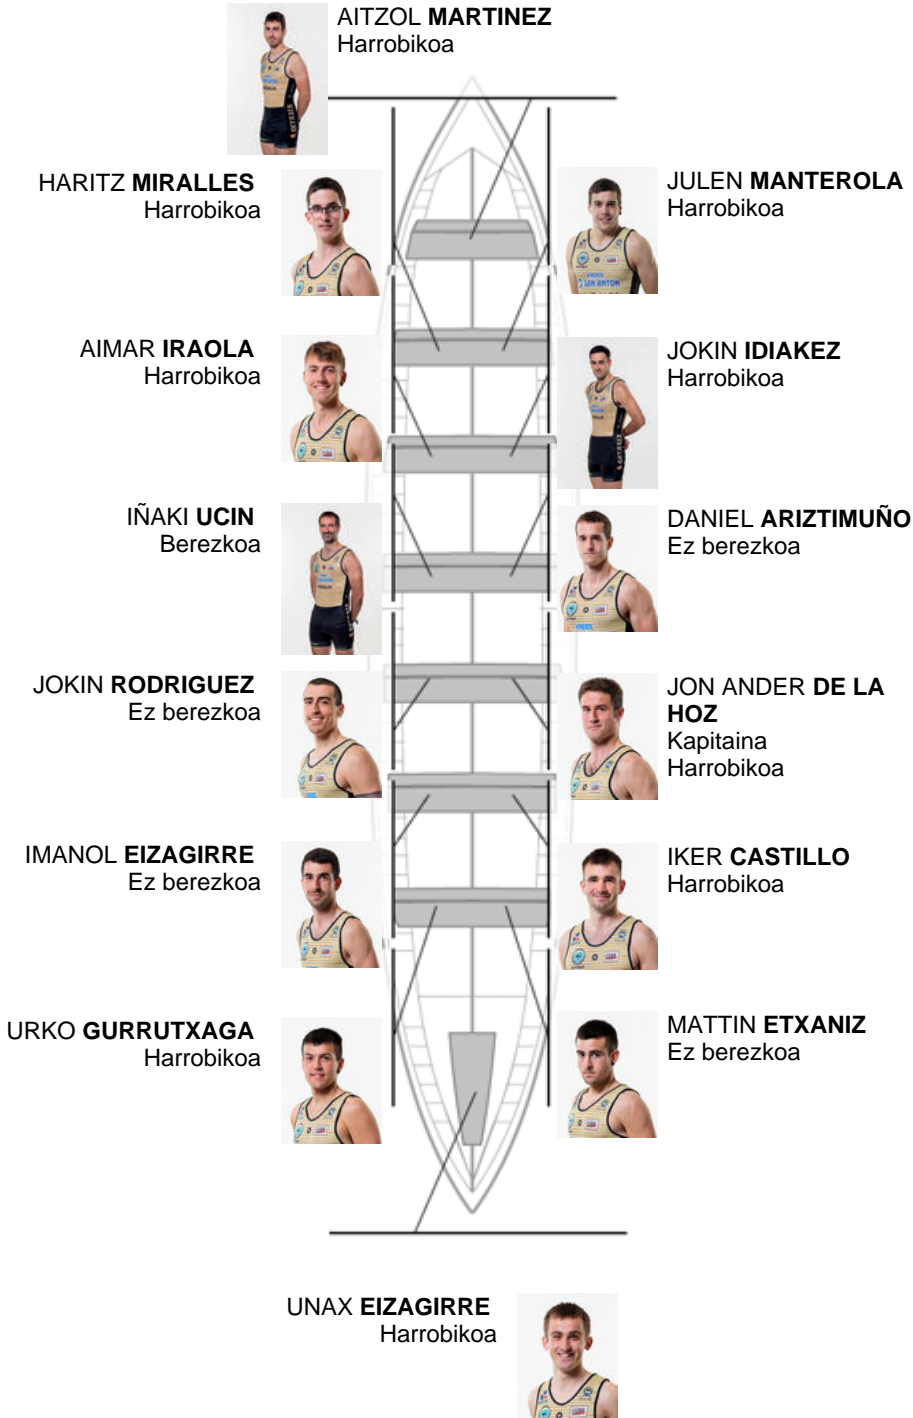 AITZOL MARTINEZ
Harrobikoa
HARITZ MIRALLES
Harrobikoa
JULEN MANTEROLA
Harrobikoa
AIMAR IRAOLA
Harrobikoa
JOKIN IDIAKEZ
Harrobikoa
IÑAKI UCIN
Berezkoa
DANIEL ARIZTIMUÑO
Ez berezkoa
JOKIN RODRIGUEZ
Ez berezkoa
JON ANDER DE LA
HOZ
Kapitaina
Harrobikoa
IMANOL EIZAGIRRE
Ez berezkoa
IKER CASTILLO
Harrobikoa
URKO GURRUTXAGA
Harrobikoa
MATTIN ETXANIZ
Ez berezkoa
UNAX EIZAGIRRE
Harrobikoa